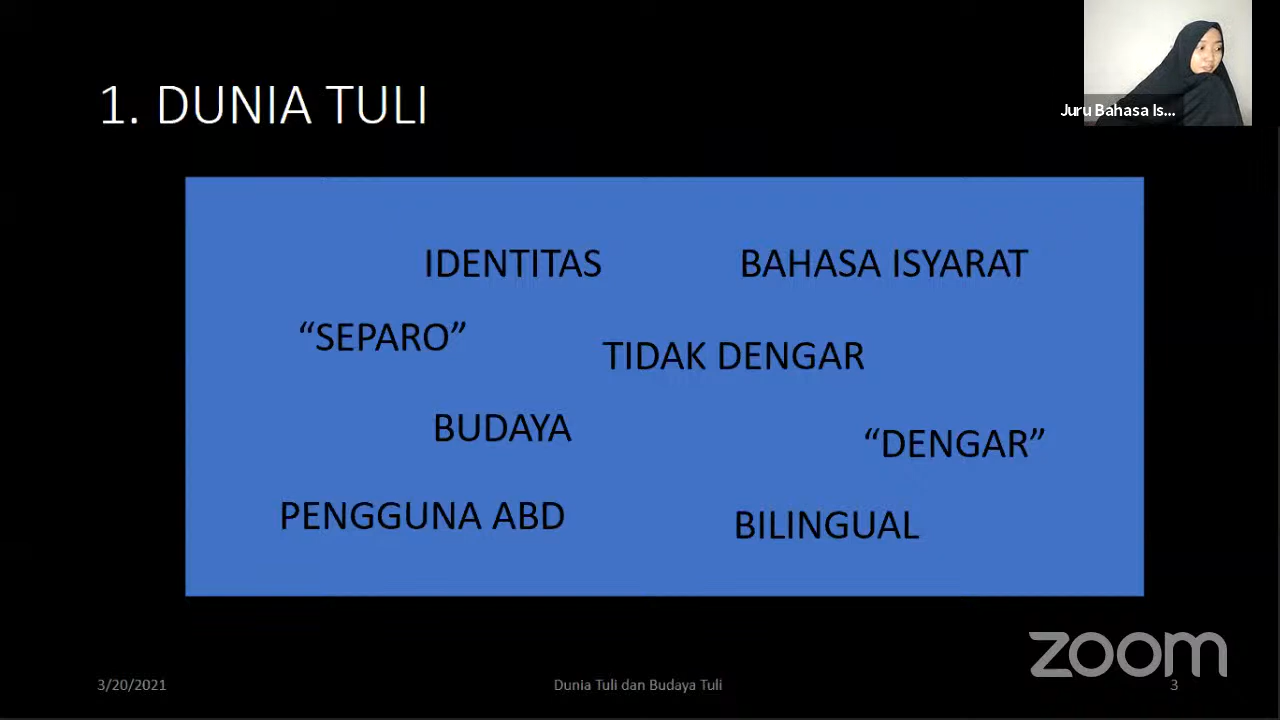 1. DUNIA TULI
Juru Bahasa Is...
IDENTITAS
BAHASA ISYARAT
“SEPARO”
TIDAK DENGAR
BUDAYA
“DENGAR”
PENGGUNA ABD
BILINGUAL
zoom
3/20/2021
Dunia Tuli dan Budaya Tuli
3